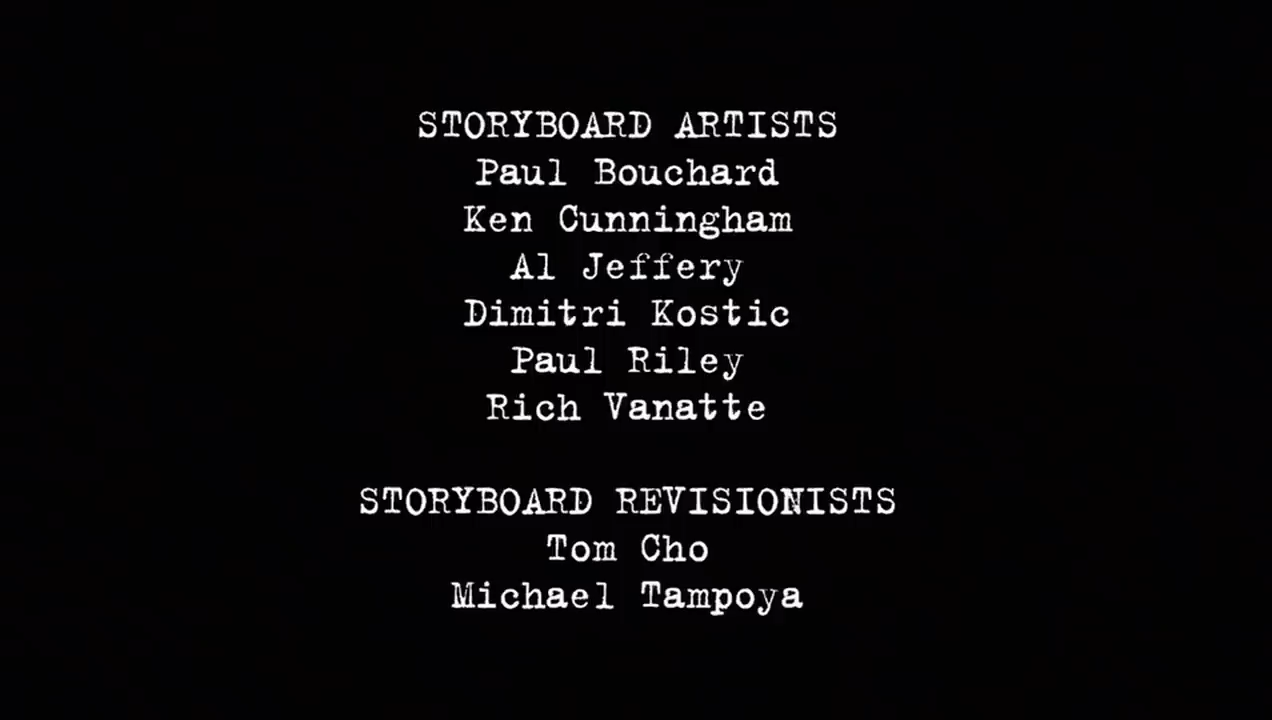 STORYBOARD ARTISTS
Paul Bouchard
Ken Cunningham
Al Jeffery
Dimitri Kostic
Paul Riley
Rich Vanatte
STORYBOARD REVISIONISTS
Tom Cho
Michael Tampoya